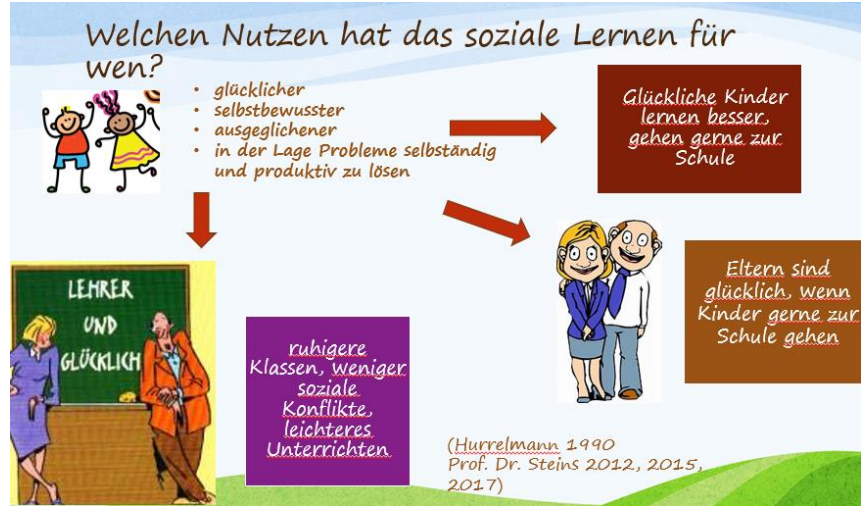 Welchen Nutzen hat das soziale Lernen für
wen?
• glücklicher
• selbstbewusster
• ausgeglichener
• in der Lage Probleme selbständig
und produktiv zu lösen
Glückliche Kinder
lernen besser,
gehen gerne zur
Schule
LEHRER
UND
GLÜCKLICH
ruhigere
Klassen, weniger
soziale
Konflikte,
leichteres
Unterrichten
Eltern sind
glücklich, wenn
Kinder gerne zur
Schule gehen
(Hurrelmann 1990
Prof. Dr. Steins 2012, 2015,
2017)